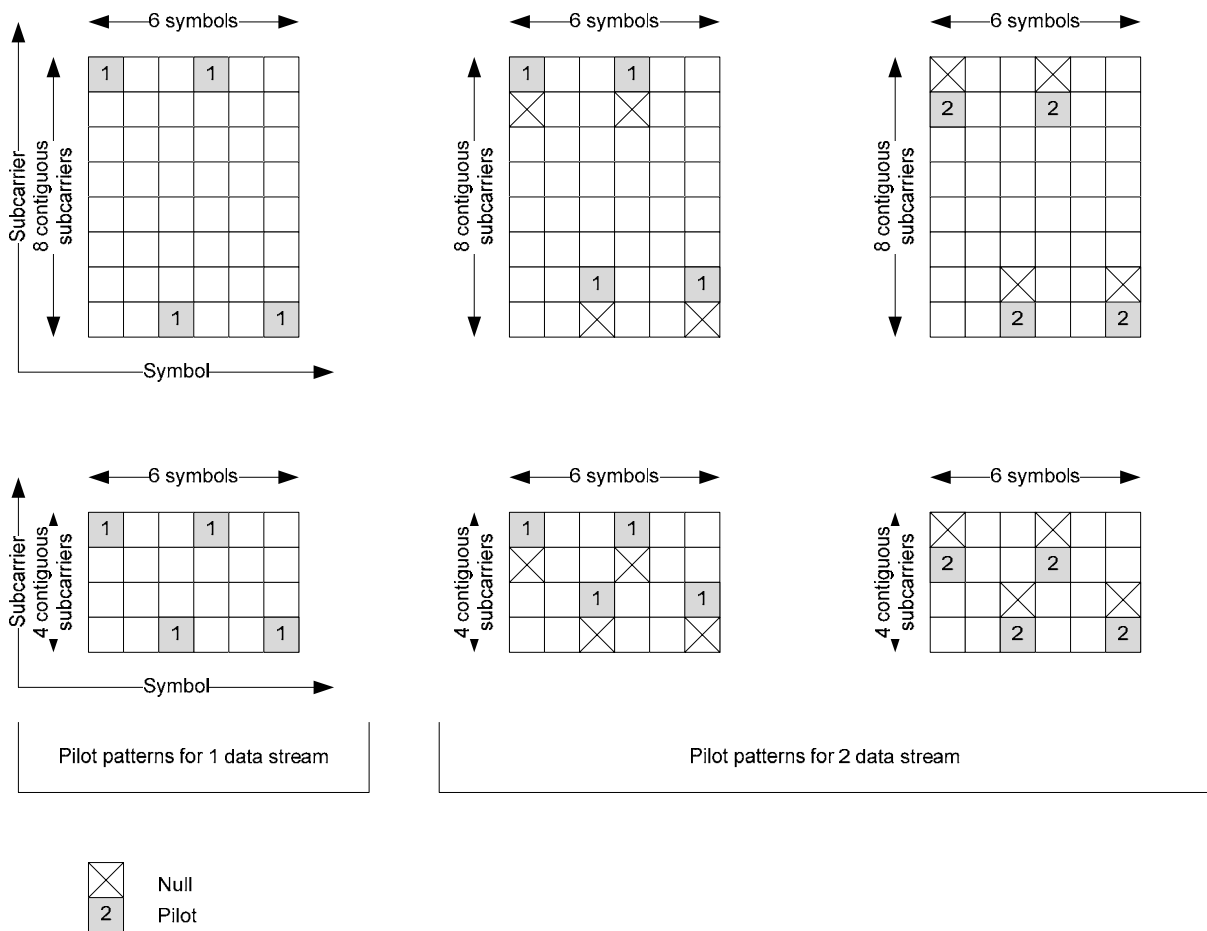 6 symbols
6 symbols
6 symbols
Subcarrier
8 contiguous
subcarriers
1 1
1 1
8 contiguous
subcarriers
1 1
1 1
8 contiguous
subcarriers
2 2
2 2
Symbol
6 symbols
6 symbols
6 symbols
Subcarrier
4 contiguous
subcarriers
1 1
1 1
4 contiguous
subcarriers
1 1
1 1
4 contiguous
subcarriers
2 2
2 2
Symbol
Pilot patterns for 1 data stream
Pilot patterns for 2 data stream
Null
2 Pilot